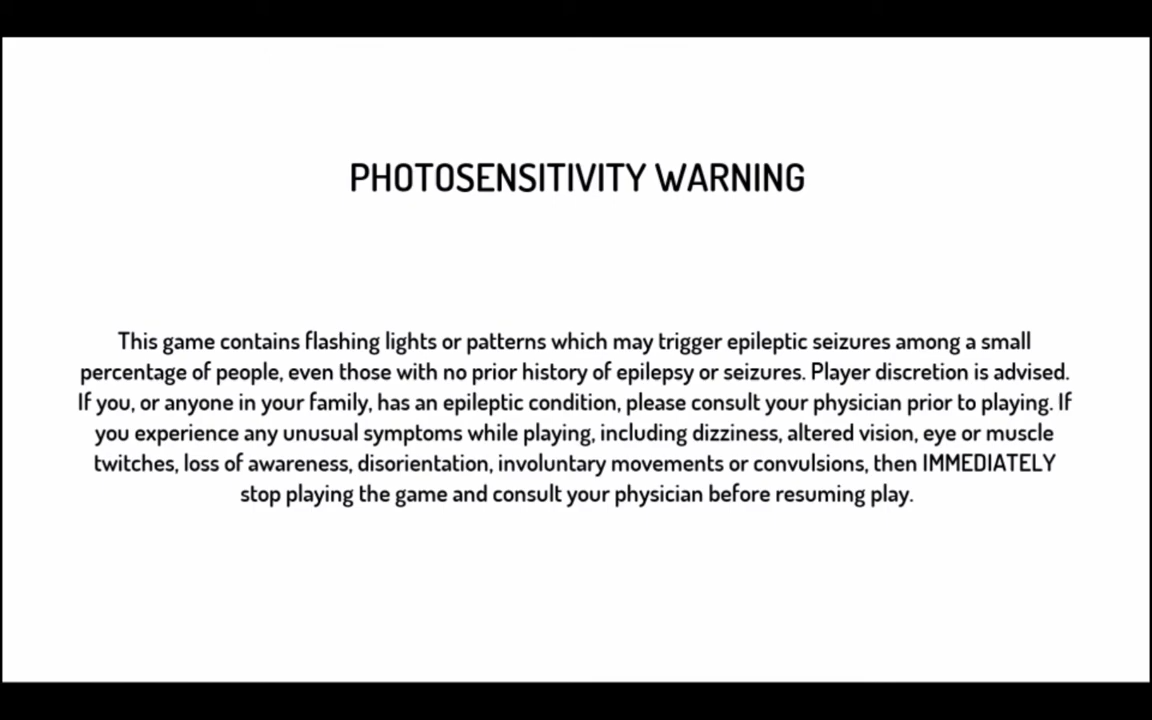 PHOTOSENSITIVITY WARNING
This game contains flashing lights or patterns which may trigger epileptic seizures among a small
percentage of people, even those with no prior history of epilepsy or seizures. Player discretion is advised.
If you, or anyone in your family, has an epileptic condition, please consult your physician prior to playing. If
you experience any unusual symptoms while playing, including dizziness, altered vision, eye or muscle
twitches, loss of awareness, disorientation, involuntary movements or convulsions, then IMMEDIATELY
stop playing the game and consult your physician before resuming play.